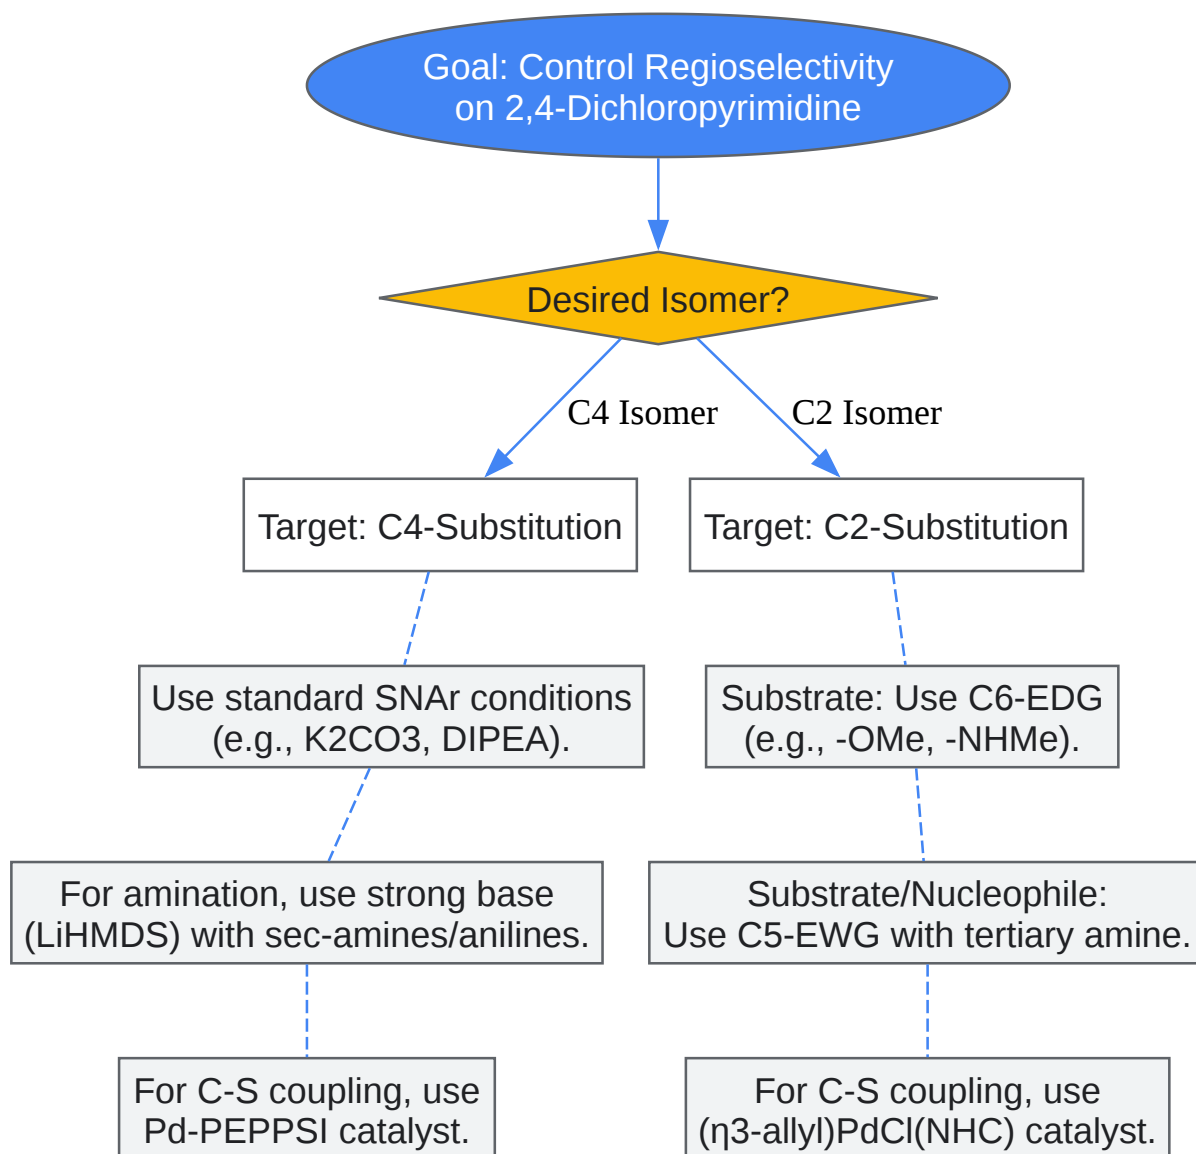 Goal: Control Regioselectivity
on 2,4-Dichloropyrimidine
Desired Isomer?
C4 Isomer
C2 Isomer
Target: C4-Substitution
Target: C2-Substitution
Use standard SNAr conditions
(e.g., K2CO3, DIPEA).
Substrate: Use C6-EDG
(e.g., -OMe, -NHMe).
For amination, use strong base
(LiHMDS) with sec-amines/anilines.
Substrate/Nucleophile:
Use C5-EWG with tertiary amine.
For C-S coupling, use
Pd-PEPPSI catalyst.
For C-S coupling, use
(η3-allyl)PdCl(NHC) catalyst.